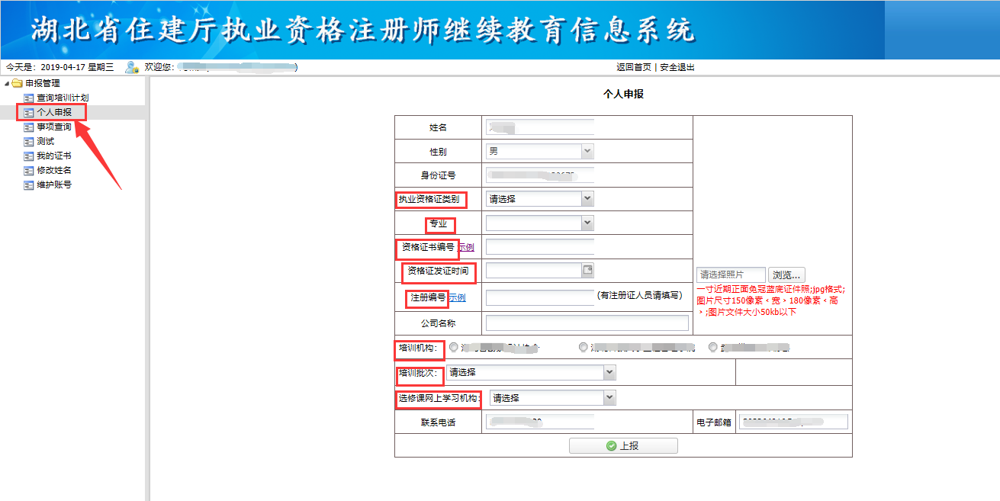 湖北省住建厅执业资格注册师继续教育信息系统
今天是：2019-04-17 星期三 欢迎您： ) 返回首页 | 安全退出
申报管理
查询培训计划
个人申报
事项查询
测试
我的证书
修改姓名
维护账号
个人申报
姓名
性别 男
身份证号
执业资格证类别 请选择
专业
资格证书编号 示例
资格证发证时间
注册编号 示例 (有注册证人员请填写)
公司名称
请选择照片 浏览...
一寸近期正面免冠蓝底证件照;jpg格式;
图片尺寸150像素﹤宽﹥180像素﹤高
﹥;图片文件大小50kb以下
培训机构：
培训批次： 请选择
选修课网上学习机构： 请选择
联系电话 电子邮箱
上报